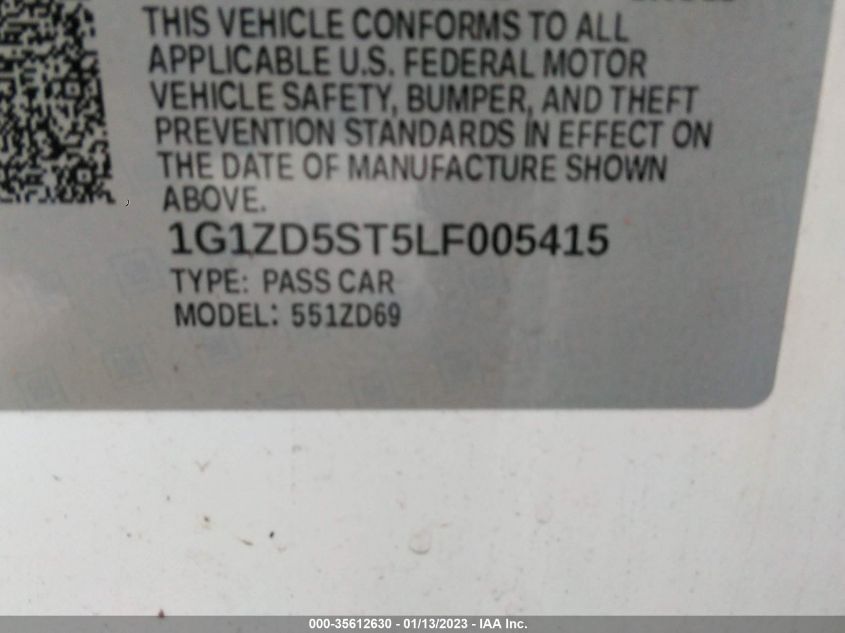 THIS VEHICLE CONFORMS TO ALL
APPLICABLE U.S. FEDERAL MOTOR
VEHICLE SAFETY, BUMPER, AND THEFT
PREVENTION STANDARDS IN EFFECT ON
THE DATE OF MANUFACTURE SHOWN
ABOVE.
1G1ZD5ST5LF005415
TYPE: PASS CAR
MODEL: 551ZD69
000-35612630 - 01/13/2023 - IAA Inc.